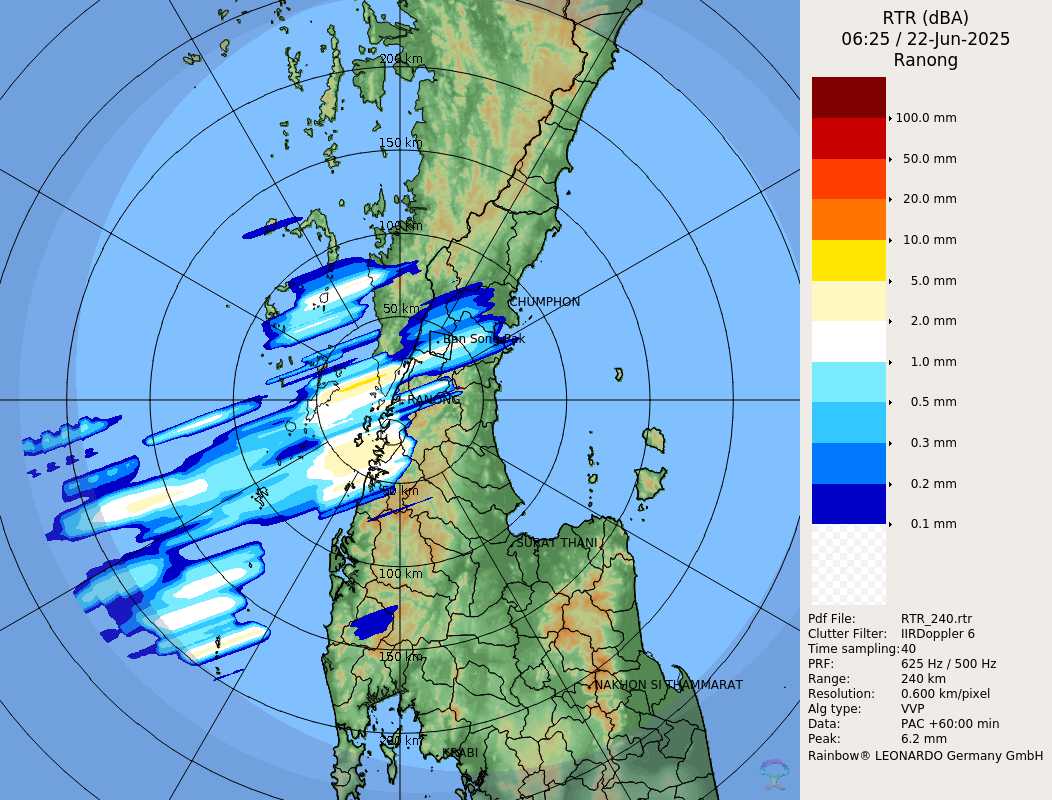 RTR (dBA)
06:25 / 22-Jun-2025
Ranong
100.0 mm
50.0 mm
20.0 mm
10.0 mm
5.0 mm
2.0 mm
1.0 mm
0.5 mm
0.3 mm
0.2 mm
0.1 mm
Pdf File: RTR_240.rtr
Clutter Filter: IIRDoppler 6
Time sampling:40
PRF: 625 Hz / 500 Hz
Range: 240 km
Resolution: 0.600 km/pixel
Alg type: VVP
Data: PAC +60:00 min
Peak: 6.2 mm
Rainbow® LEONARDO Germany GmbH
200 km
150 km
100 km
CHUMPHON
50 km
Ban Song Pak
RANONG
50 km
SURAT THANI
100 km
150 km
NAKHON SI THAMMARAT
200 km
KRABI